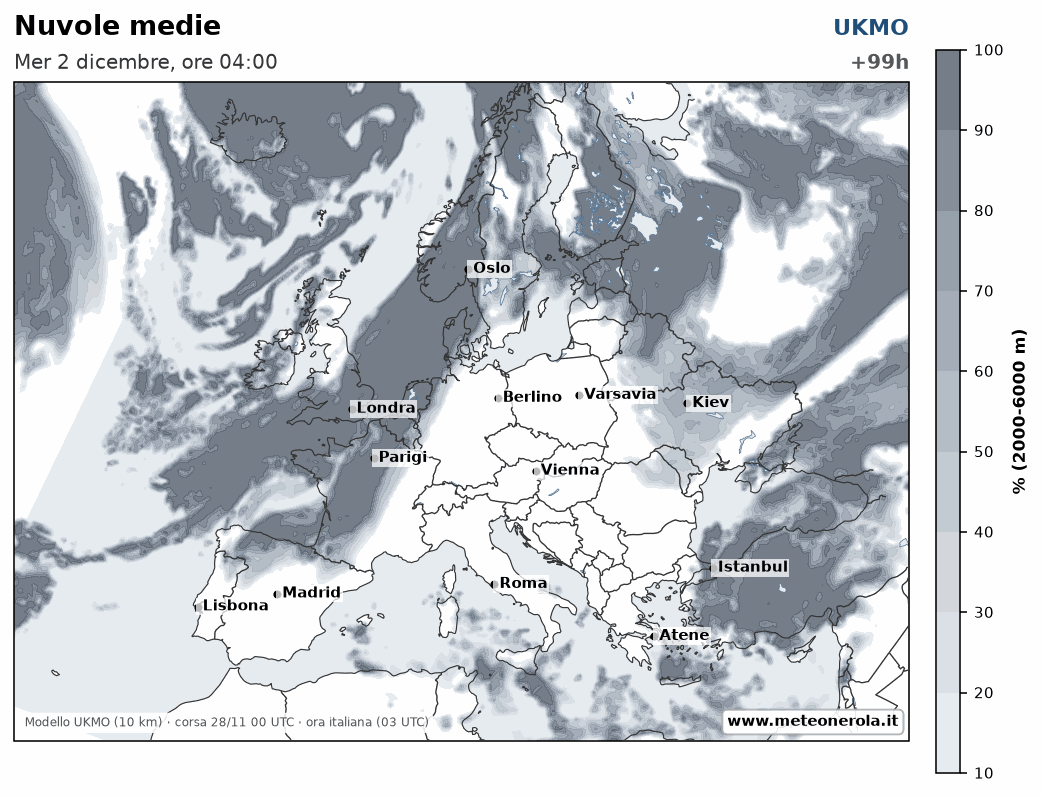 Nuvole medie
UKMO
Mer 2 dicembre, ore 04:00
+99h
100
90
80
70
60
50
40
30
20
10
% (2000-6000 m)
Oslo
Londra
Berlino
Varsavia
Kiev
Parigi
Vienna
Istanbul
Roma
Madrid
Lisbona
Atene
Modello UKMO (10 km) · corsa 28/11 00 UTC · ora italiana (03 UTC)
www.meteonerola.it